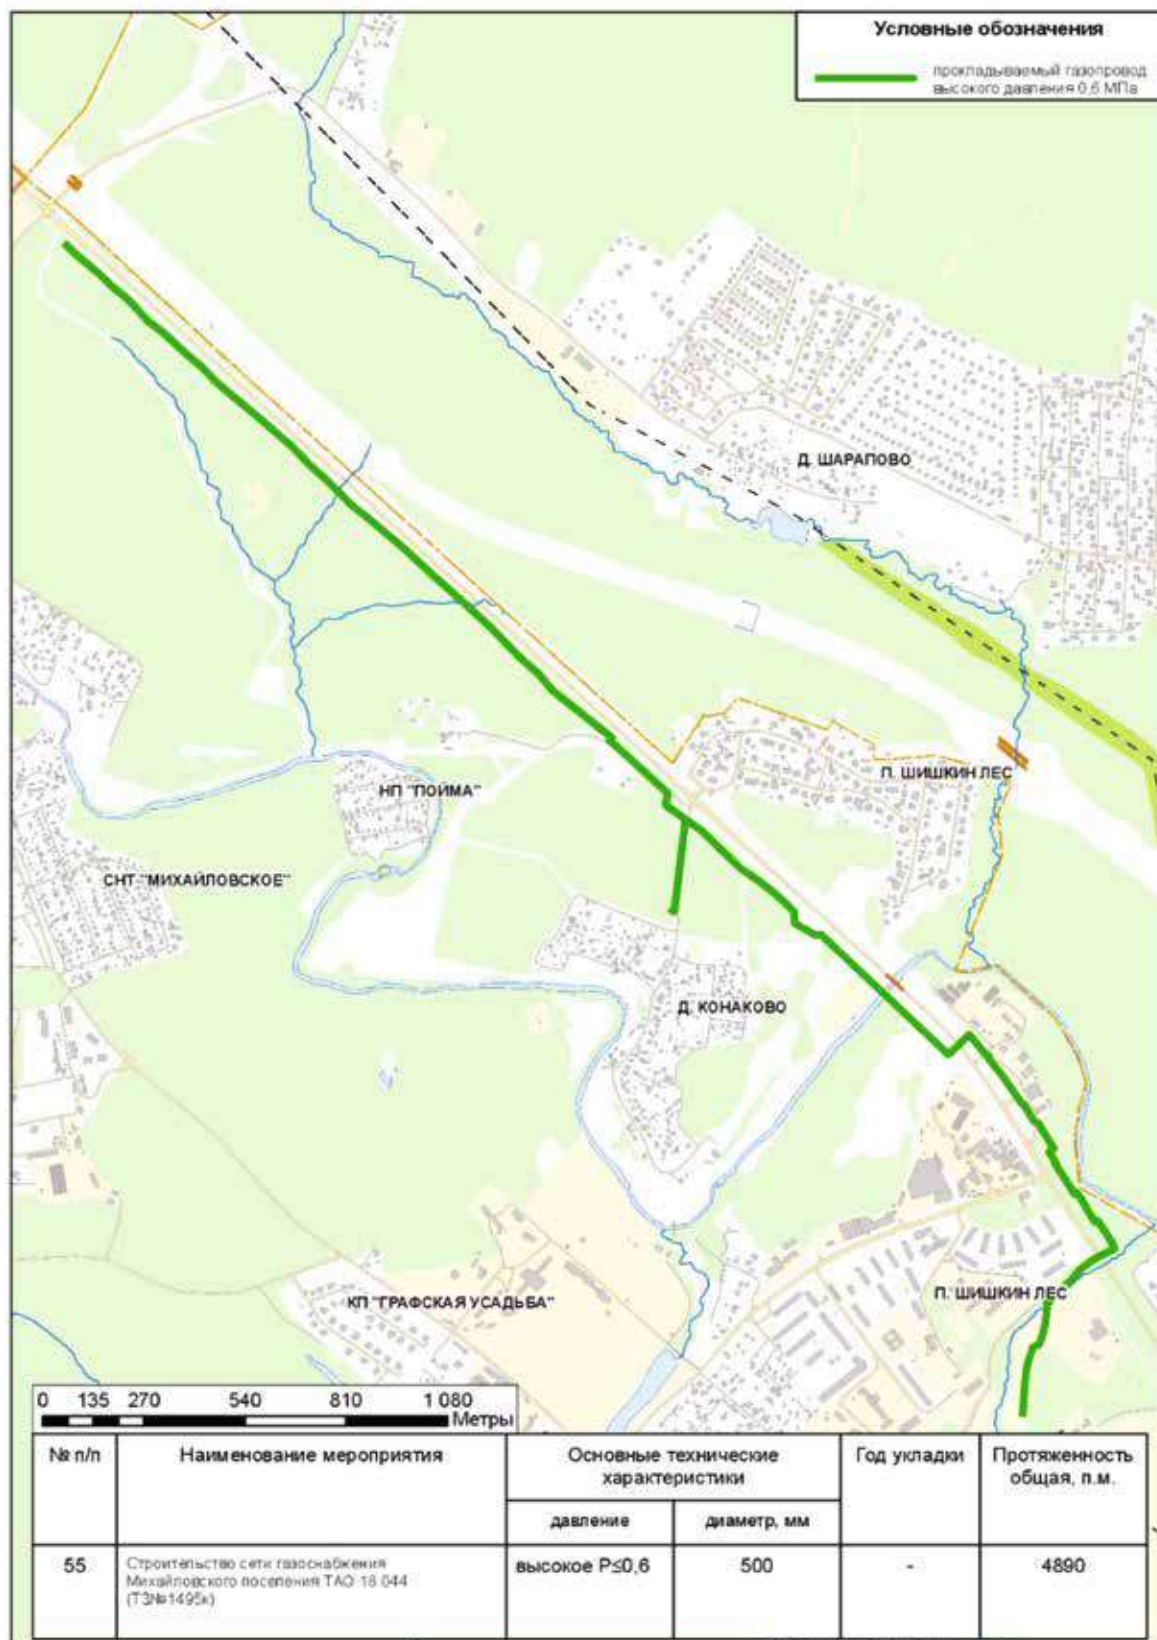 Условные обозначения
прокладываемый газопровод
высокого давления 0,6 МПа
Д. ШАРАПОВО
П. ШИШКИН ЛЕС
НП "ПОЙМА"
СНТ "МИХАЙЛОВСКОЕ"
Д. КОНАКОВО
КП "ГРАФСКАЯ УСАДЬБА"
П. ШИШКИН ЛЕС
0 135 270 540 810 1 080
Метры
№ п/п
Наименование мероприятия
Основные технические
характеристики
Год укладки
Протяженность
общая, п.м.
давление
диаметр, мм
55
Строительство сети газоснабжения
Михайловского поселения ТАО 18 044
(ТЗ№1495к)
высокое P≤0,6
500
-
4890